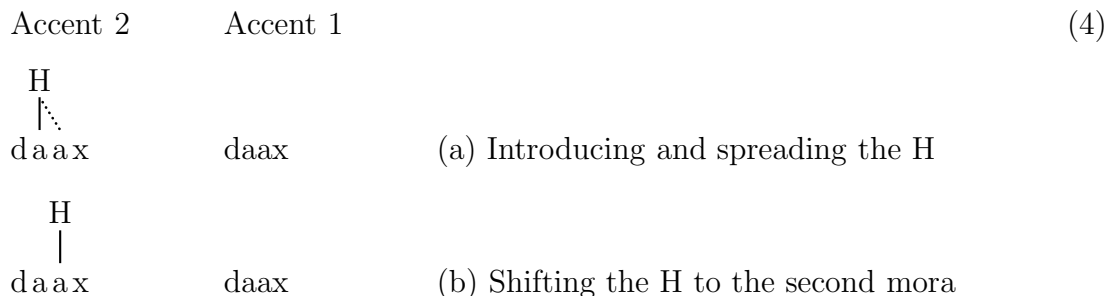 Accent 2 Accent 1 (4)
H
d a a x daax (a) Introducing and spreading the H
H
d a a x daax (b) Shifting the H to the second mora